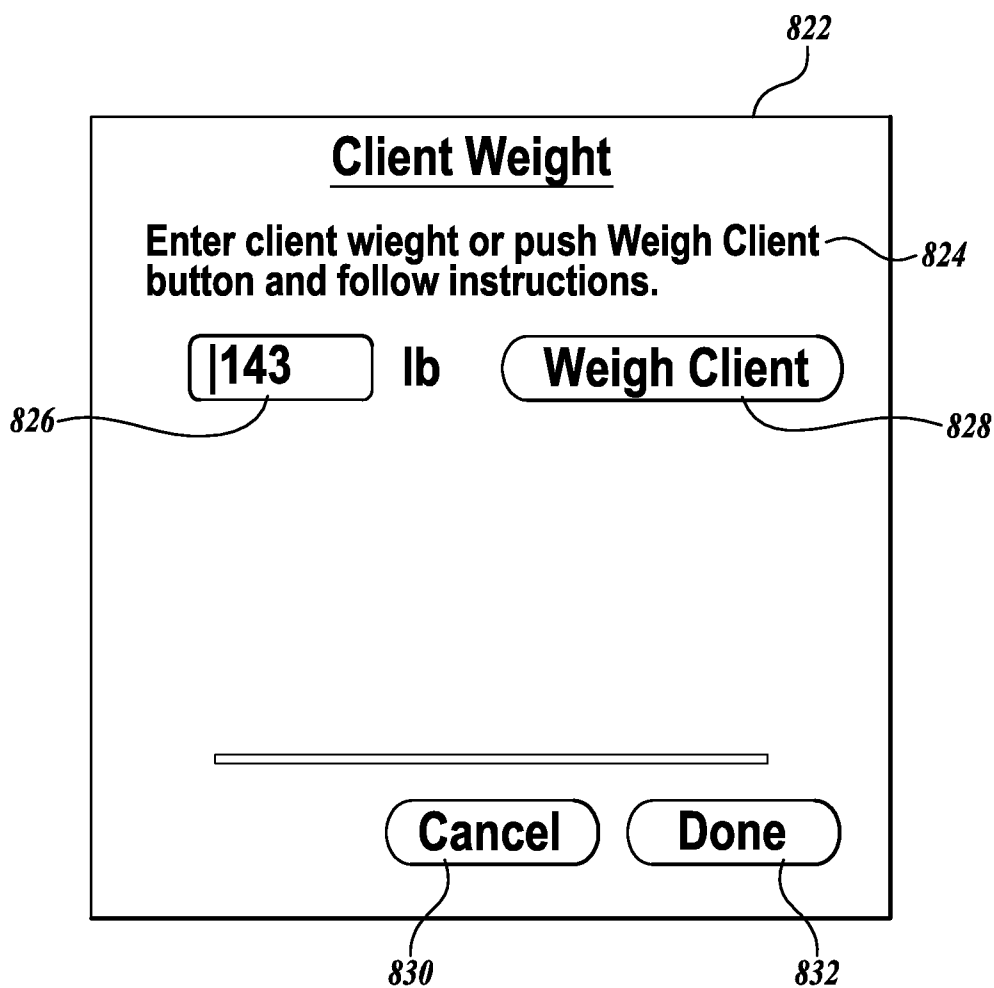 822
Client Weight
Enter client wieght or push Weigh Client
824
button and follow instructions.
143 lb Weigh Client
826
828
Cancel Done
830 832